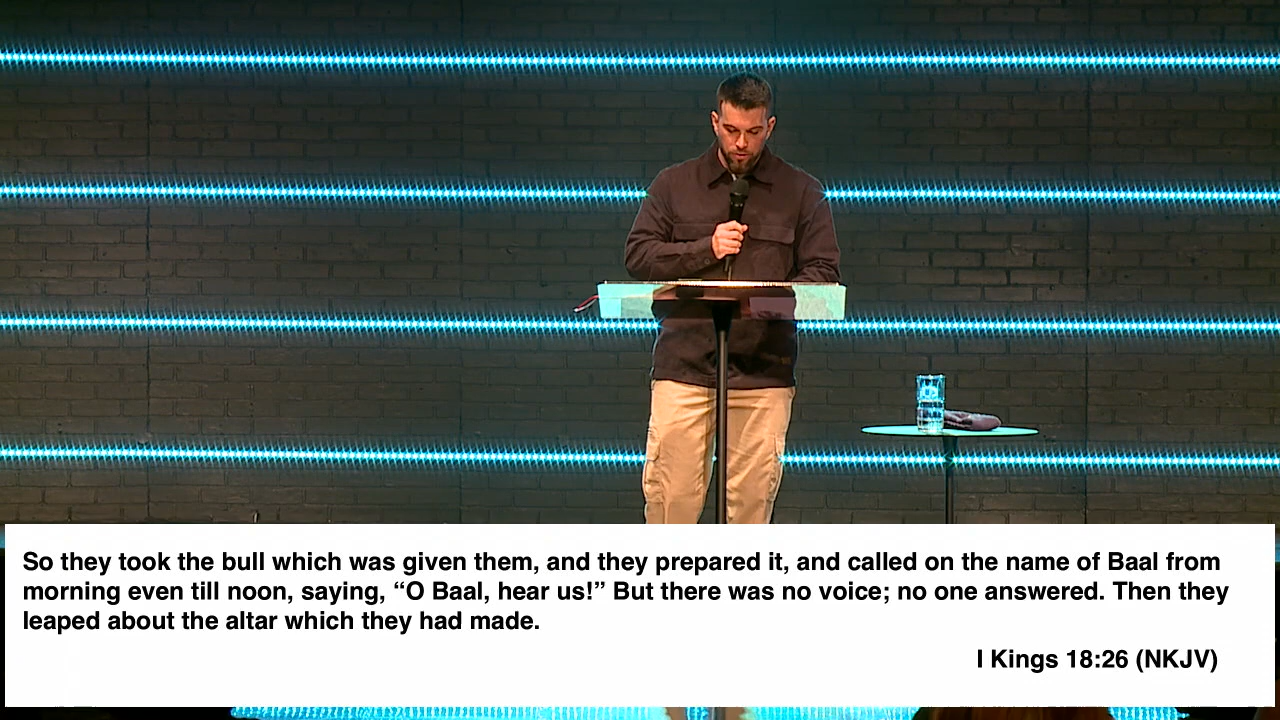 So they took the bull which was given them, and they prepared it, and called on the name of Baal from
morning even till noon, saying, “O Baal, hear us!” But there was no voice; no one answered. Then they
leaped about the altar which they had made.
I Kings 18:26 (NKJV)